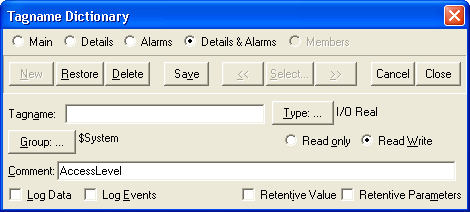 Tagname Dictionary
Main Details Alarms Details & Alarms Members
New Restore Delete Save << Select... >> Cancel Close
Tagname: Type: ... I/O Real
Group: ... $System Read only Read Write
Comment: AccessLevel
Log Data Log Events Retentive Value Retentive Parameters